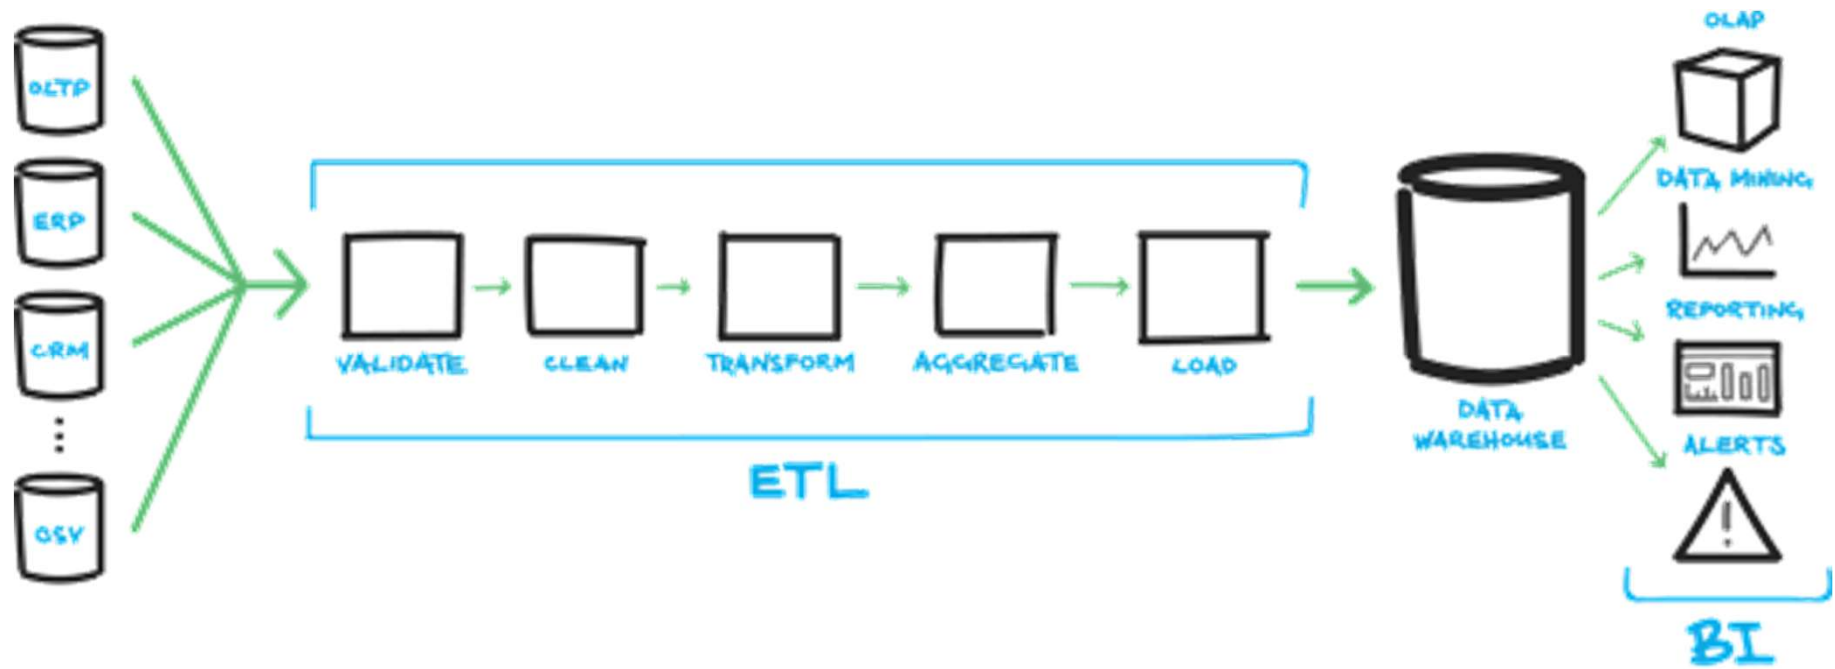 OLTP
ERP
CRM
CSV
VALIDATE
CLEAN
TRANSFORM
AGGREGATE
LOAD
ETL
DATA
WAREHOUSE
OLAP
DATA MINING
REPORTING
ALERTS
BI